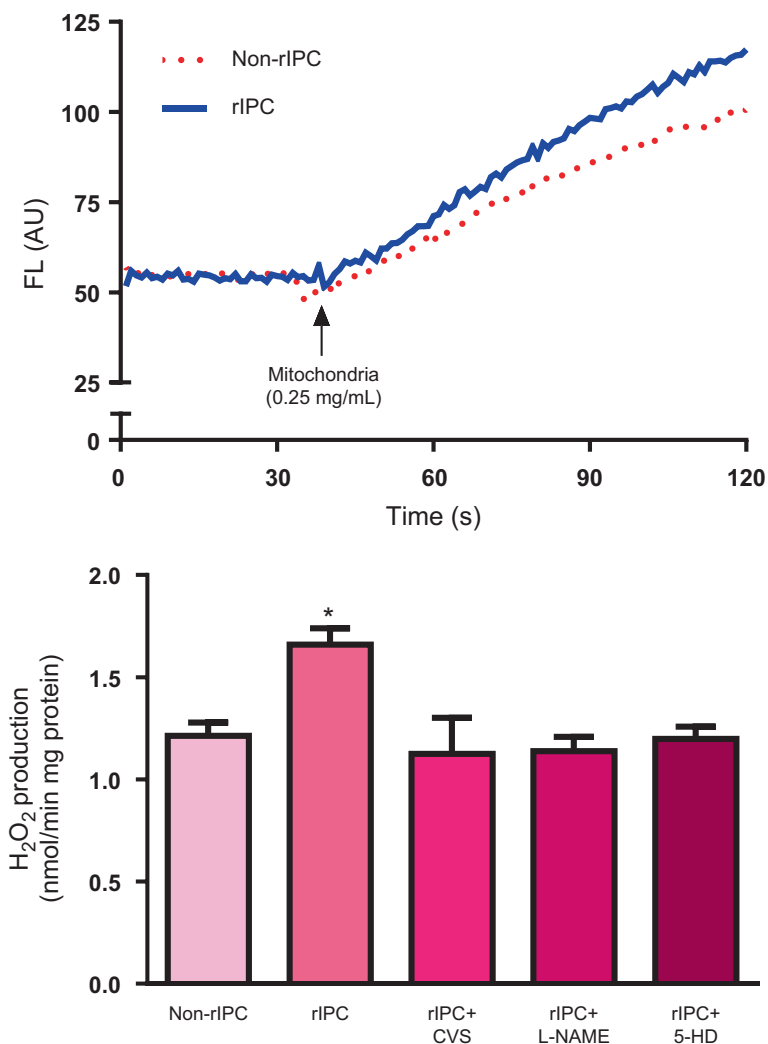 125
100
75
50
25
0
FL (AU)
Non-rIPC
rIPC
Mitochondria
(0.25 mg/mL)
0 30 60 90 120
Time (s)
2.0
1.5
1.0
0.5
0.0
H₂O₂ production
(nmol/min mg protein)
*
Non-rIPC rIPC rIPC+ rIPC+ rIPC+
CVS L-NAME 5-HD